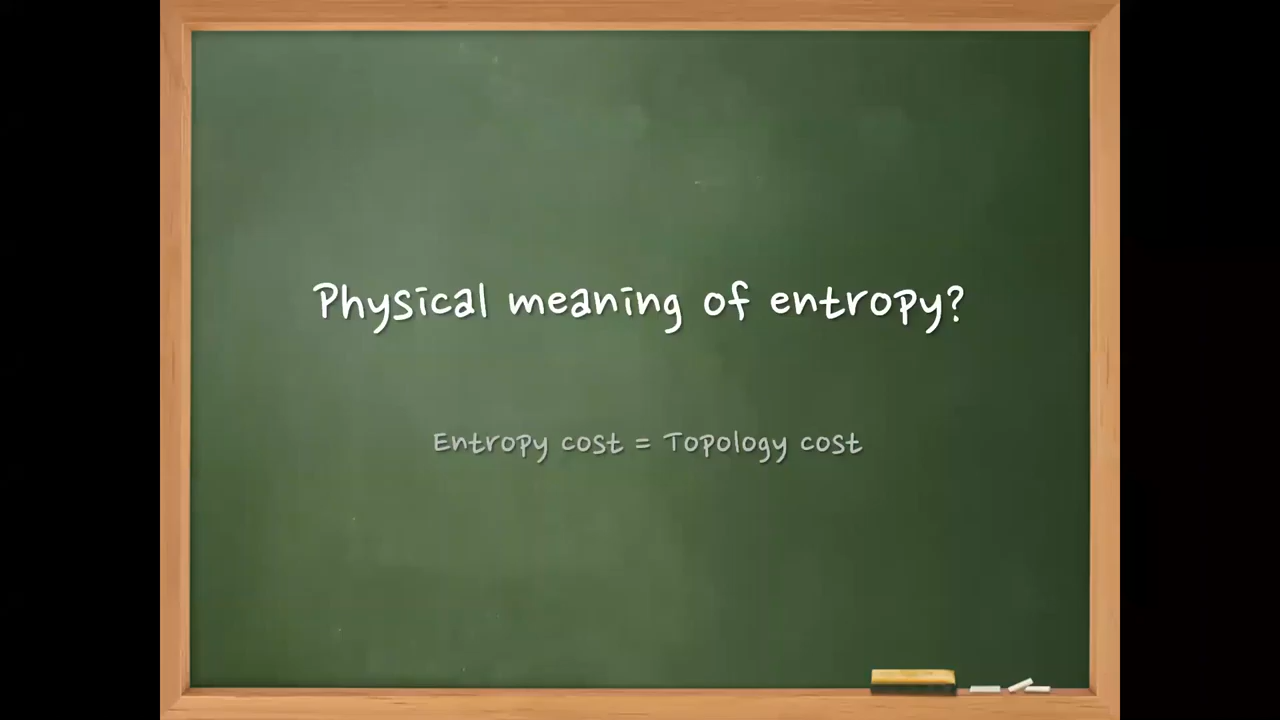 Physical meaning of entropy?
Entropy cost = Topology cost